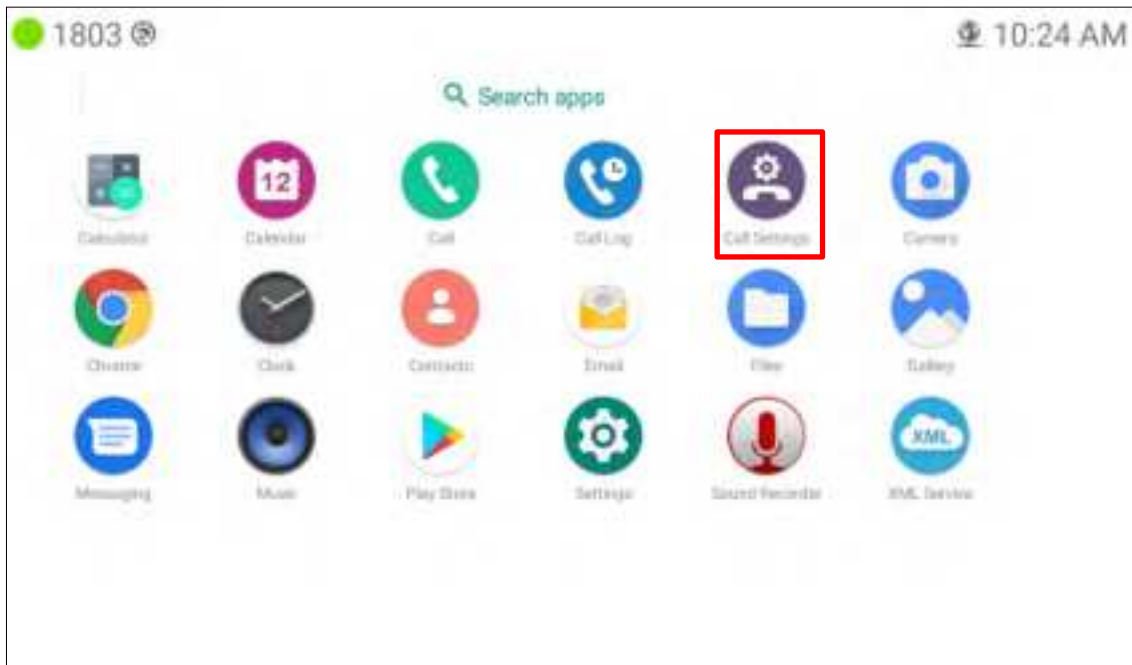 1803 10:24 AM
Search apps
12
Calculator Calendar Call Call Log Call Settings Camera
Chrome Clock Contacts Email Files Gallery
XML
Messaging Music Play Store Settings Sound Recorder XML Service